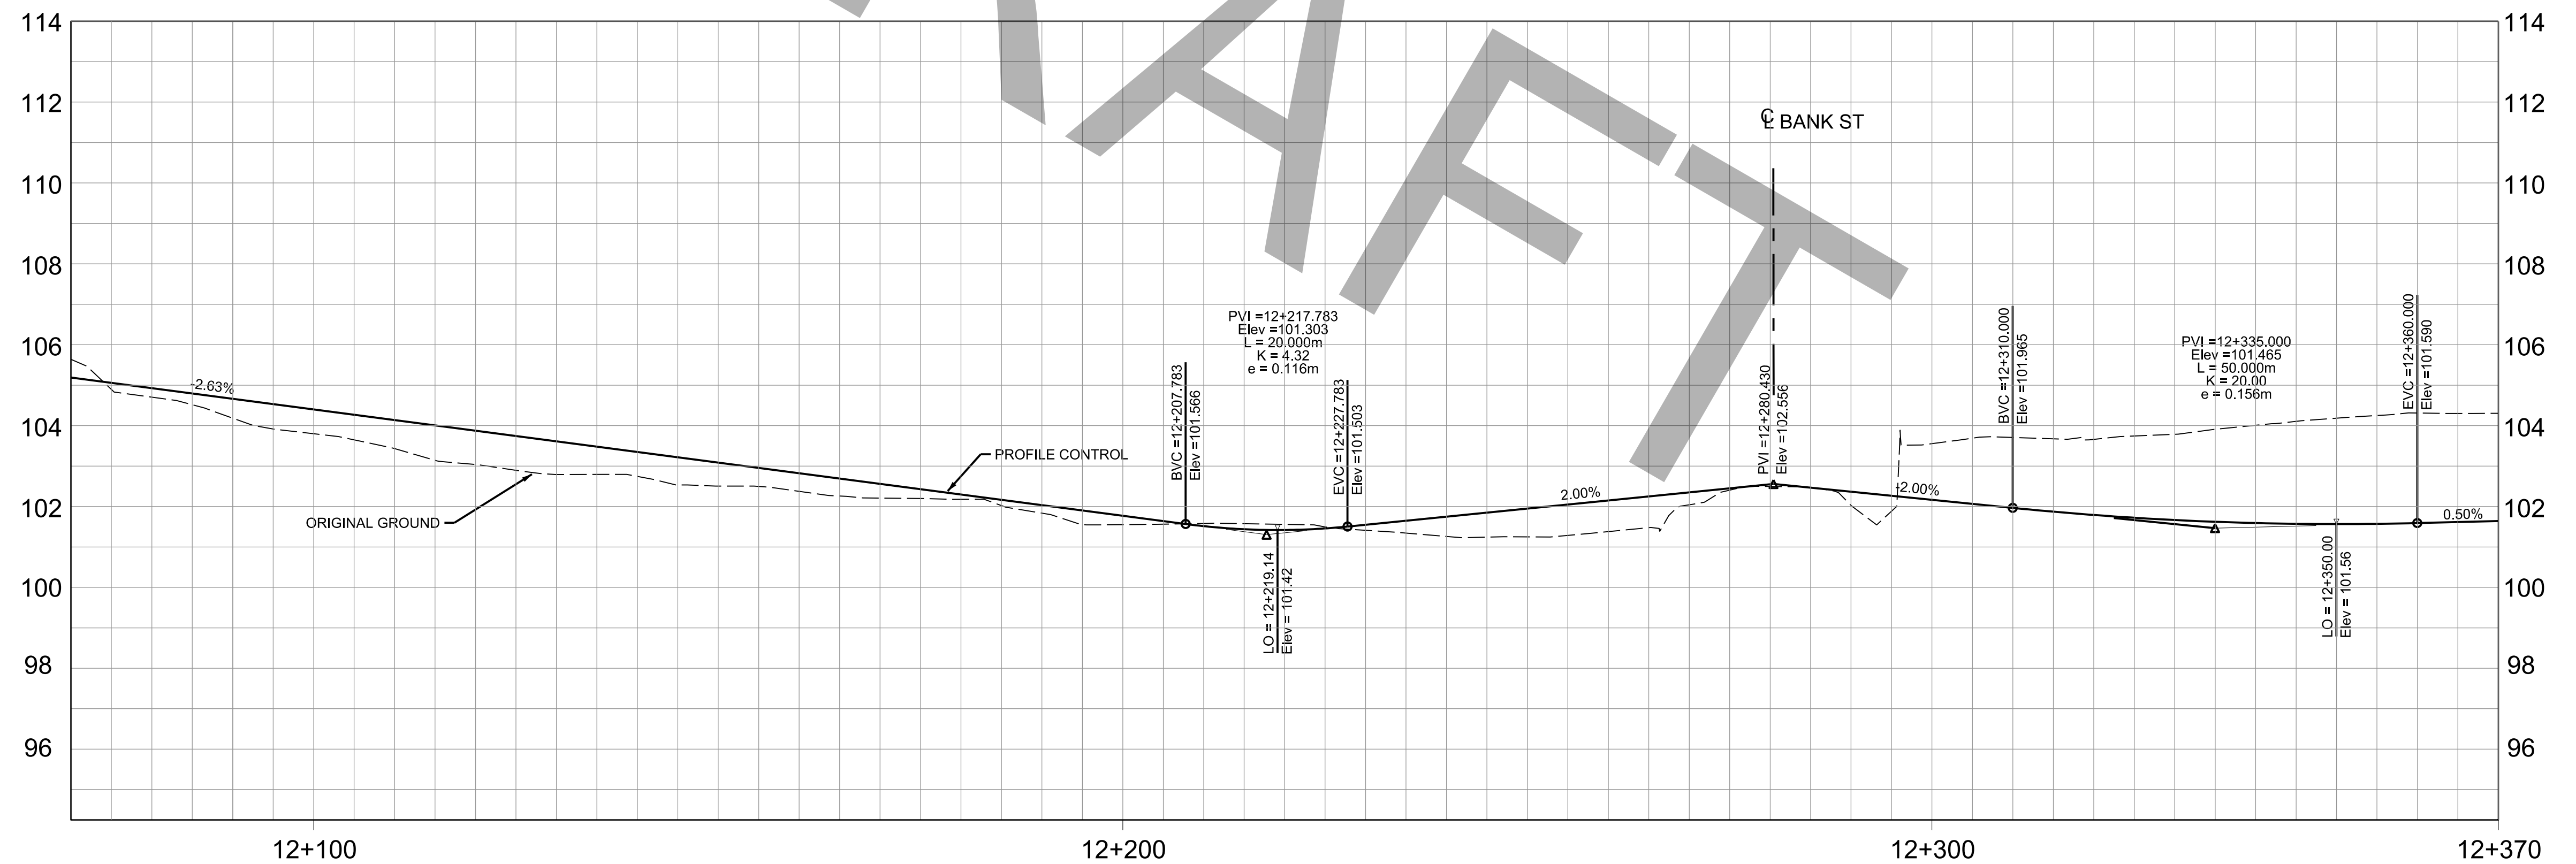 DRAFT
114
114
112
112
110
110
108
108
106
106
104
104
102
102
100
100
98
98
96
96
℄ BANK ST
-2.63%
PROFILE CONTROL
ORIGINAL GROUND
BVC =12+207.783
Elev =101.566
PVI =12+217.783
Elev =101.303
L = 20.000m
K = 4.32
e = 0.116m
LO = 12+219.14
Elev = 101.42
EVC =12+227.783
Elev =101.503
2.00%
PVI =12+280.430
Elev =102.556
-2.00%
BVC =12+310.000
Elev =101.965
PVI =12+335.000
Elev =101.465
L = 50.000m
K = 20.00
e = 0.156m
LO = 12+350.00
Elev = 101.56
EVC =12+360.000
Elev =101.590
0.50%
12+100
12+200
12+300
12+370